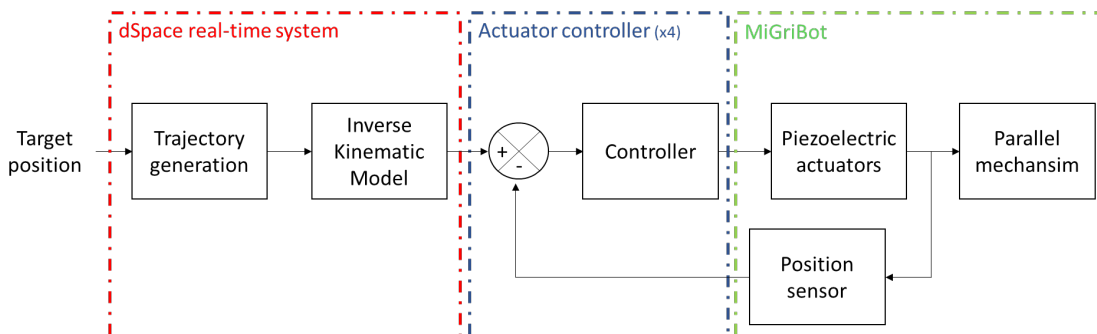 dSpace real-time system
Actuator controller (x4)
MiGriBot
Target
position
Trajectory
generation
Inverse
Kinematic
Model
+
-
Controller
Piezoelectric
actuators
Parallel
mechansim
Position
sensor